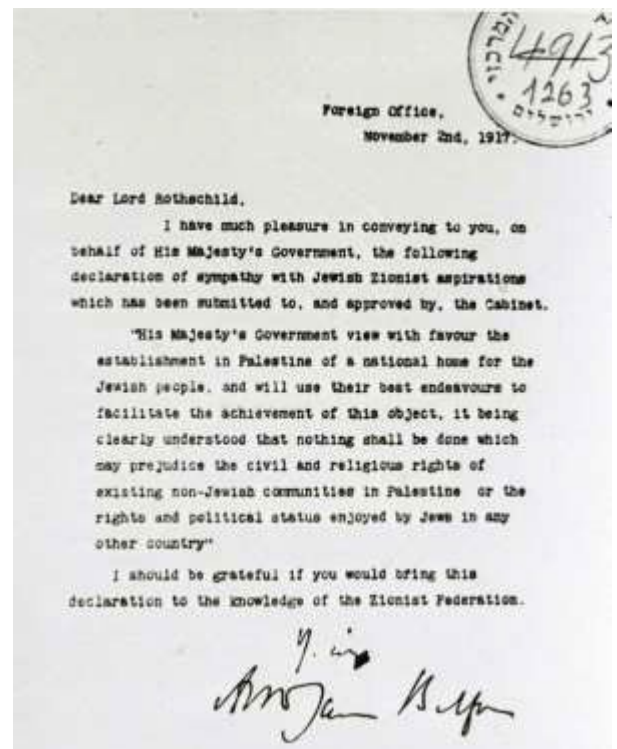 המרכזי
4913
1263
ירושלים
Foreign Office,
November 2nd, 1917.
Dear Lord Rothschild,
I have much pleasure in conveying to you, on
behalf of His Majesty's Government, the following
declaration of sympathy with Jewish Zionist aspirations
which has been submitted to, and approved by, the Cabinet.
"His Majesty's Government view with favour the
establishment in Palestine of a national home for the
Jewish people, and will use their best endeavours to
facilitate the achievement of this object, it being
clearly understood that nothing shall be done which
may prejudice the civil and religious rights of
existing non-Jewish communities in Palestine or the
rights and political status enjoyed by Jews in any
other country"
I should be grateful if you would bring this
declaration to the knowledge of the Zionist Federation.